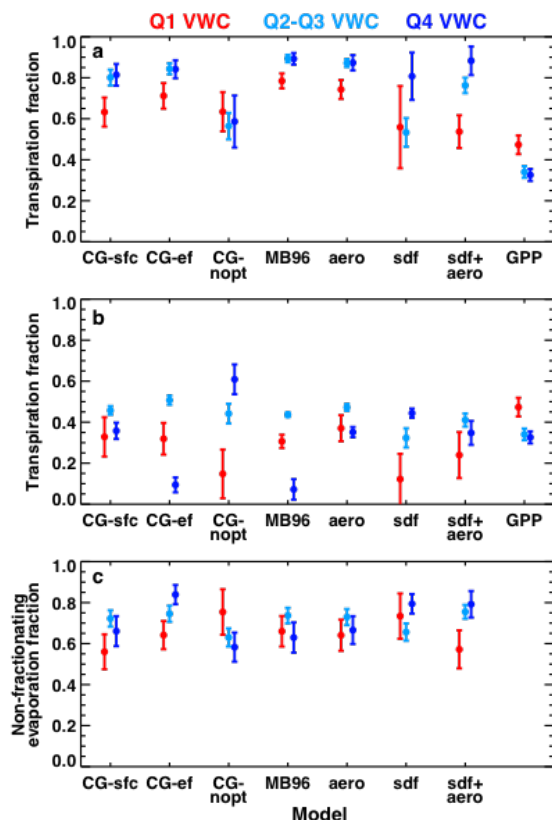 Q1 VWC Q2-Q3 VWC Q4 VWC
a
Transpiration fraction
1.0
0.8
0.6
0.4
0.2
0.0
CG-sfc CG-ef CG-nopt MB96 aero sdf sdf+aero GPP
b
Transpiration fraction
1.0
0.8
0.6
0.4
0.2
0.0
CG-sfc CG-ef CG-nopt MB96 aero sdf sdf+aero GPP
c
Non-fractionating
evaporation fraction
1.0
0.8
0.6
0.4
0.2
0.0
CG-sfc CG-ef CG-nopt MB96 aero sdf sdf+aero
Model